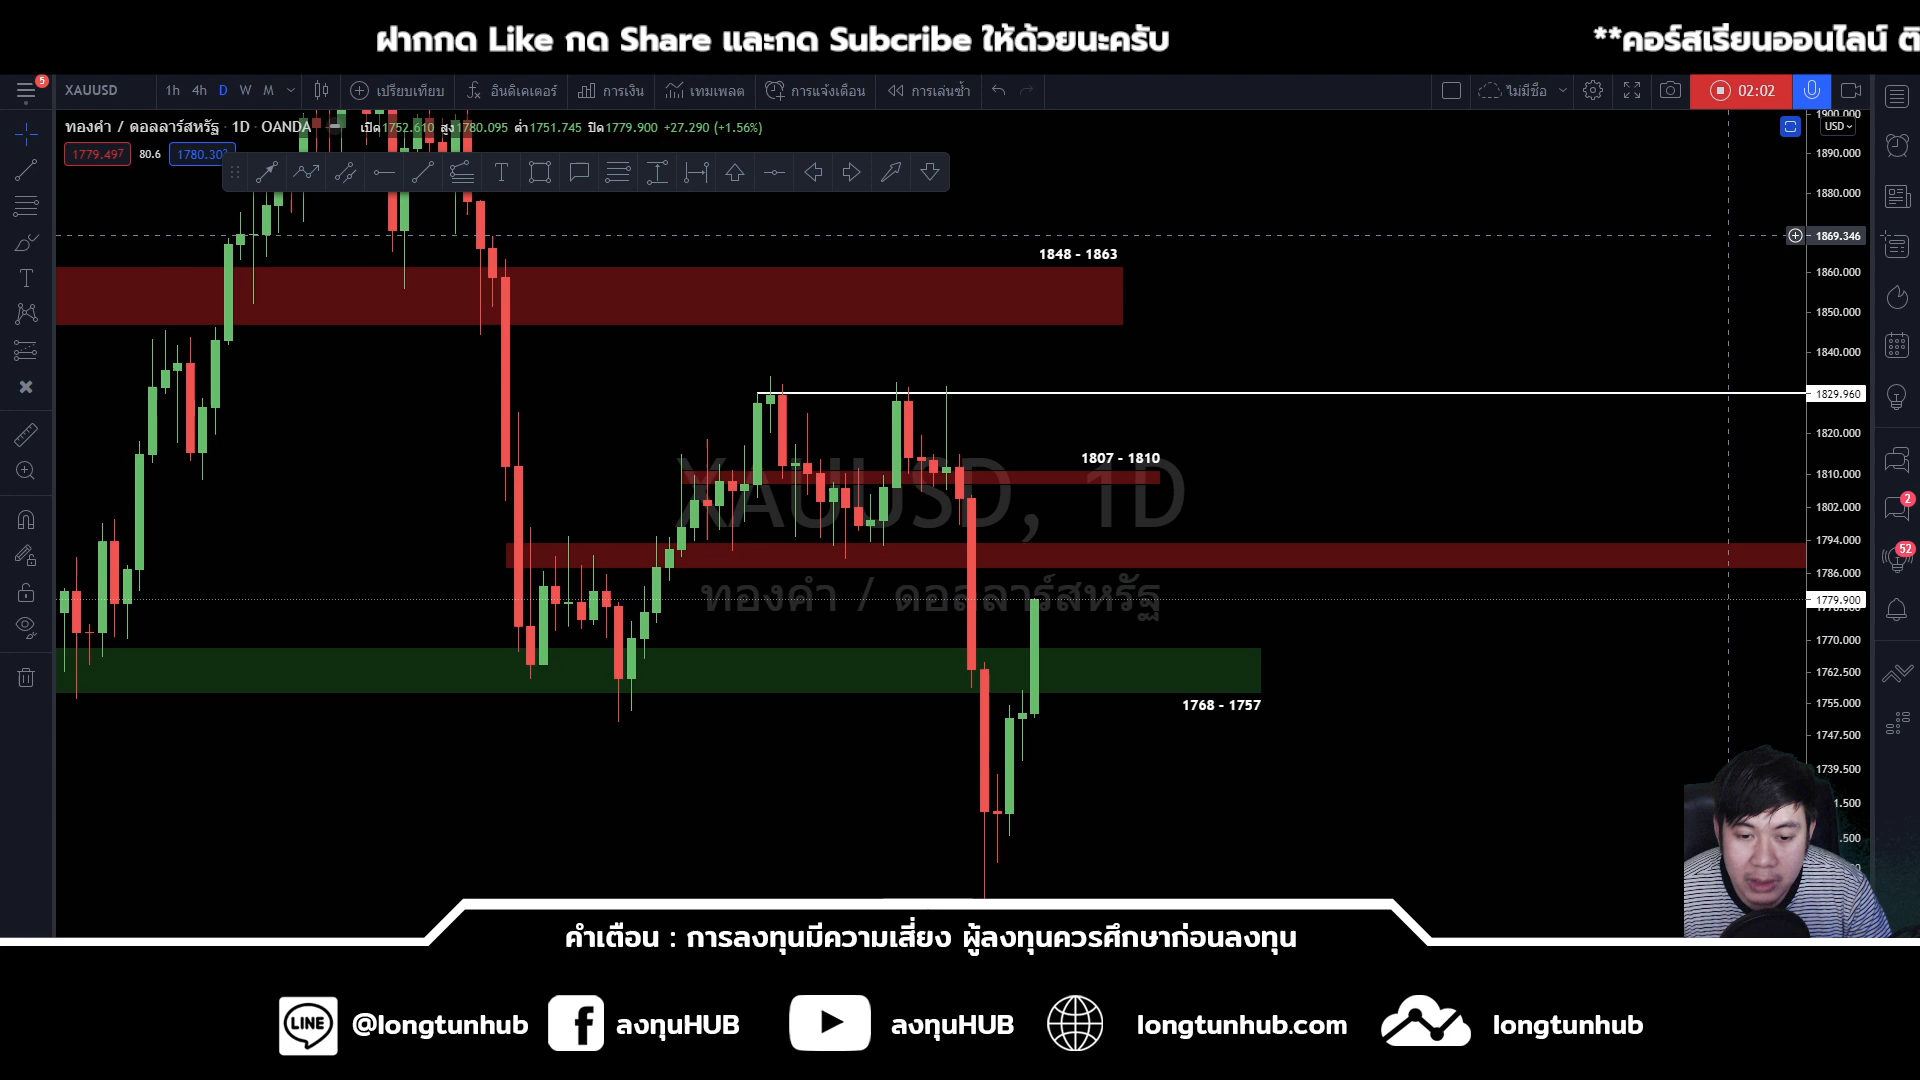 ฝากกด Like กด Share และกด Subcribe ให้ด้วยนะครับ
**คอร์สเรียนออนไลน์
5
XAUUSD 1h 4h D W M เปรียบเทียบ อินดิเคเตอร์ การเงิน เทมเพลต การแจ้งเตือน การเล่นซ้ำ ไม่มีชื่อ 02:02
ทองคำ / ดอลลาร์สหรัฐ · 1D · OANDA เปิด1752.610 สูง1780.095 ต่ำ1751.745 ปิด1779.900 +27.290 (+1.56%)
1779.497 80.6
USD
1900.000
1890.000
1880.000
1869.346
1860.000
1850.000
1840.000
1829.960
1820.000
1810.000
1802.000
1794.000
1786.000
1779.900
1770.000
1762.500
1755.000
1747.500
1739.500
1848 - 1863
1807 - 1810
XAUUSD, 1D
ทองคำ / ดอลลาร์สหรัฐ
1768 - 1757
2
52
คำเตือน : การลงทุนมีความเสี่ยง ผู้ลงทุนควรศึกษาก่อนลงทุน
LINE @longtunhub ลงทุนHUB ลงทุนHUB longtunhub.com longtunhub